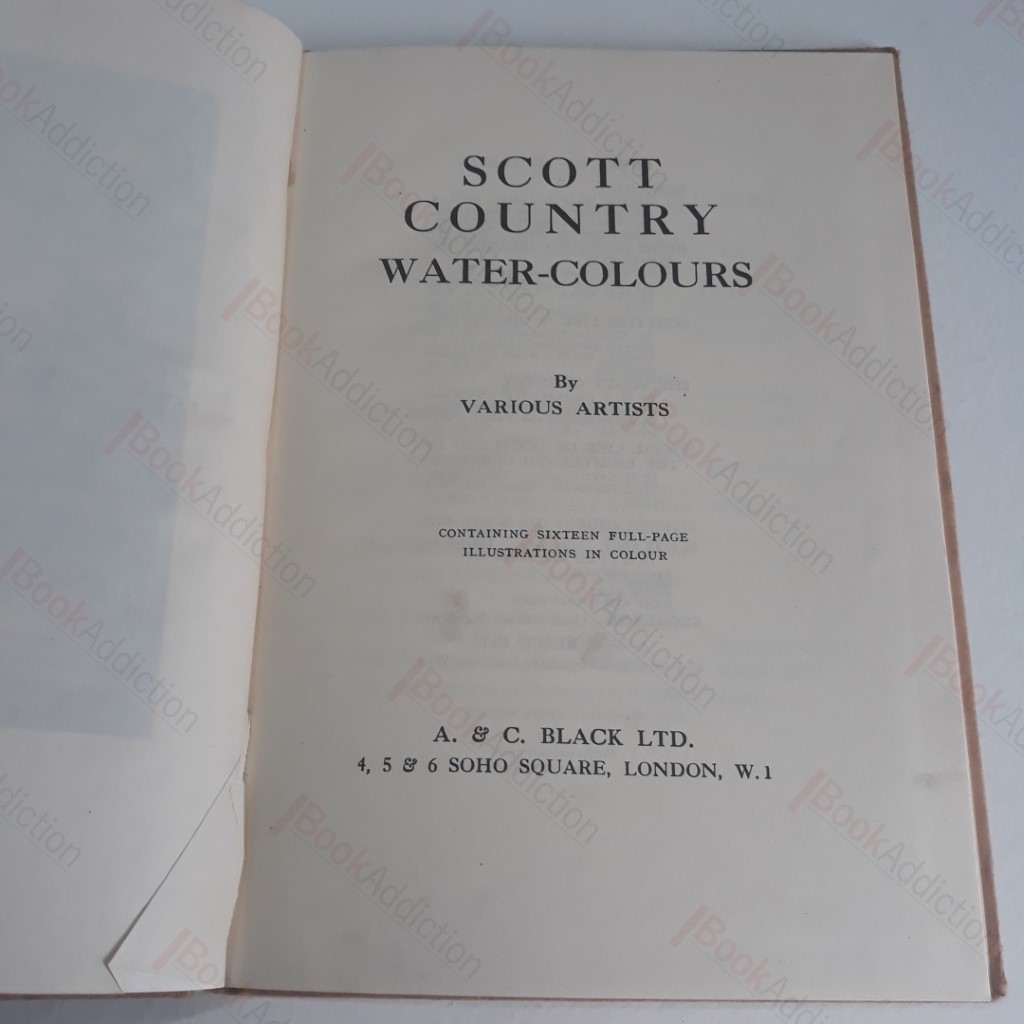 SCOTT
COUNTRY
WATER-COLOURS
By
VARIOUS ARTISTS
CONTAINING SIXTEEN FULL-PAGE
ILLUSTRATIONS IN COLOUR
A. & C. BLACK LTD.
4, 5 & 6 SOHO SQUARE, LONDON, W.1
BookAddiction